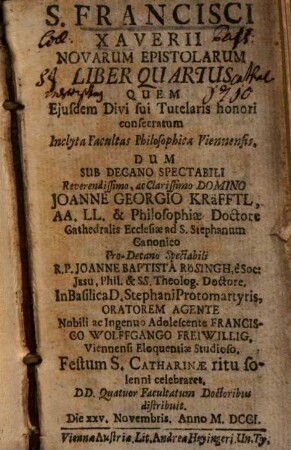 S. FRANCISCI
XAVERII
NOVARUM EPISTOLARUM
LIBER QUARTUS
QUEM
Ejusdem Divi sui Tutelaris honori
consecratum
Inclyta Facultas Philosophica Viennensis,
DUM
SUB DECANO SPECTABILI
Reverendissimo, ac Clarissimo DOMINO
JOANNE GEORGIO KRäFFTL,
AA. LL. & Philosophiæ Doctore
Cathedralis Ecclesiæ ad S. Stephanum
Canonico
Pro-Decano Spectabili
R.P. JOANNE BAPTISTA RöSINGH, è Soc:
Jesu, Phil. & SS. Theolog. Doctore.
In Basilica D. Stephani Protomartyris,
ORATOREM AGENTE
Nobili ac Ingenuo Adolescente FRANCIS-
CO WOLFFGANGO FREIWILLIG,
Viennensi Eloquentiæ Studioso.
Festum S. CATHARINÆ ritu so-
lenni celebraret,
DD. Quatuor Facultatum Doctoribus
distribuit.
Die XXV. Novembris. Anno M. DCCI.
Viennæ Austriæ, Lit. Andreæ Heyingeri, Un. Ty.